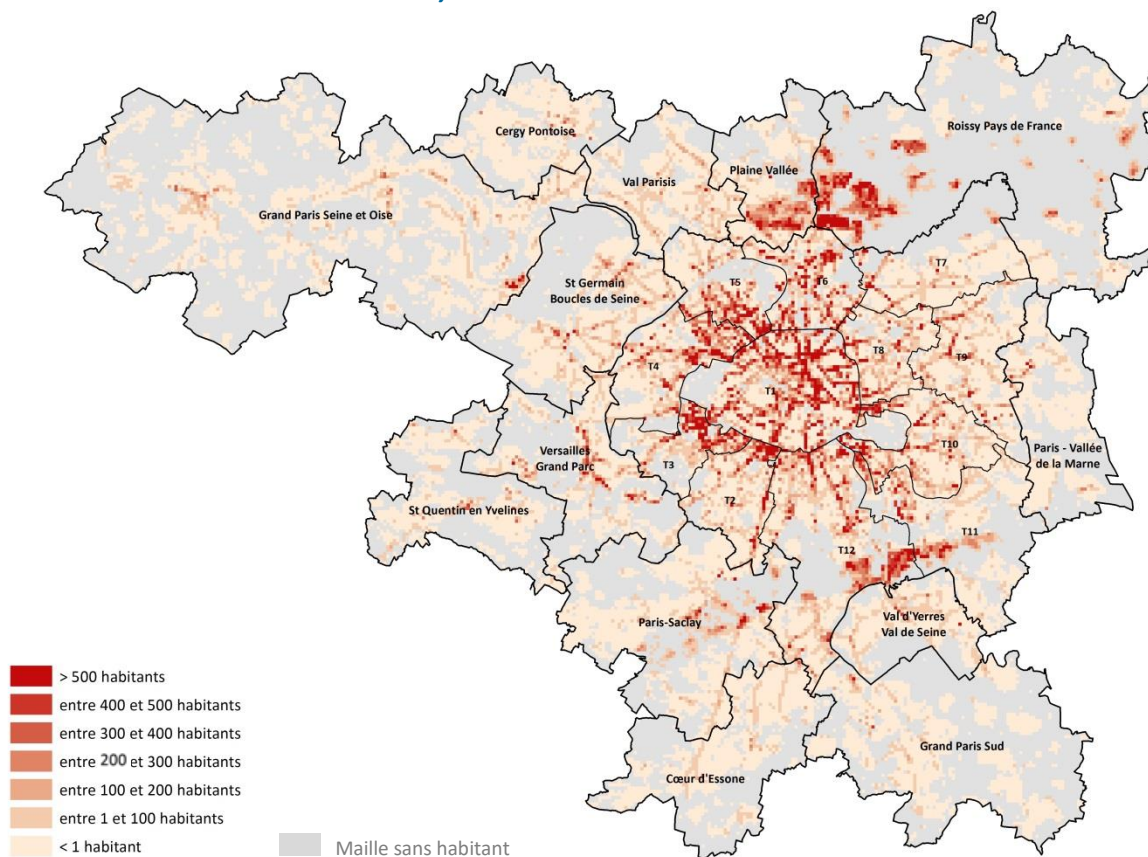 Cergy Pontoise
Roissy Pays de France
Val Parisis
Plaine Vallée
Grand Paris Seine et Oise
T7
St Germain
Boucles de Seine
T5
T6
T4
T8
T9
T1
Versailles
Grand Parc
T3
T10
Paris - Vallée
de la Marne
T2
St Quentin en Yvelines
T11
T12
Paris-Saclay
Val d'Yerres
Val de Seine
Grand Paris Sud
Cœur d'Essone
> 500 habitants
entre 400 et 500 habitants
entre 300 et 400 habitants
entre 200 et 300 habitants
entre 100 et 200 habitants
entre 1 et 100 habitants
< 1 habitant
Maille sans habitant